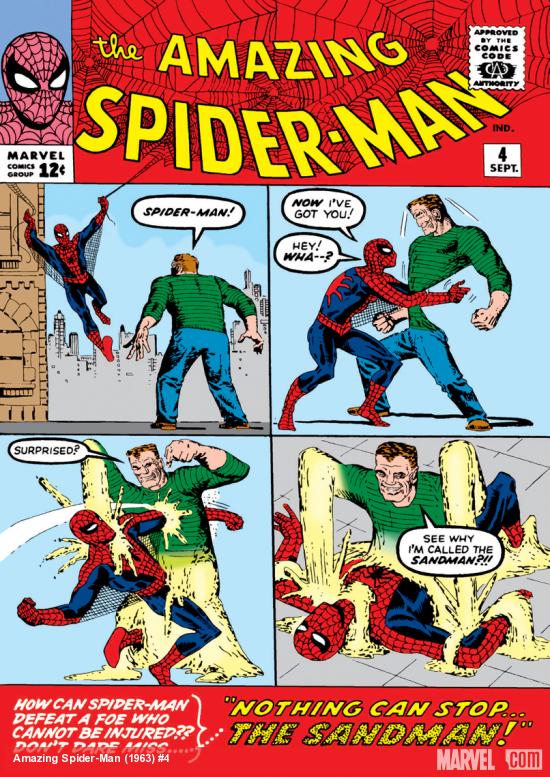 the AMAZING
SPIDER-MAN
IND.
APPROVED
BY THE
COMICS
CODE
CA
AUTHORITY
MARVEL
COMICS
GROUP 12¢
4
SEPT.
SPIDER-MAN!
NOW I'VE
GOT YOU!
HEY!
WHA--?
SURPRISED?
SEE WHY
I'M CALLED THE
SANDMAN?!!
HOW CAN SPIDER-MAN
DEFEAT A FOE WHO
CANNOT BE INJURED??
DON'T DARE MISS.....
"NOTHING CAN STOP...
THE SANDMAN!"
Amazing Spider-Man (1963) #4
MARVEL.com